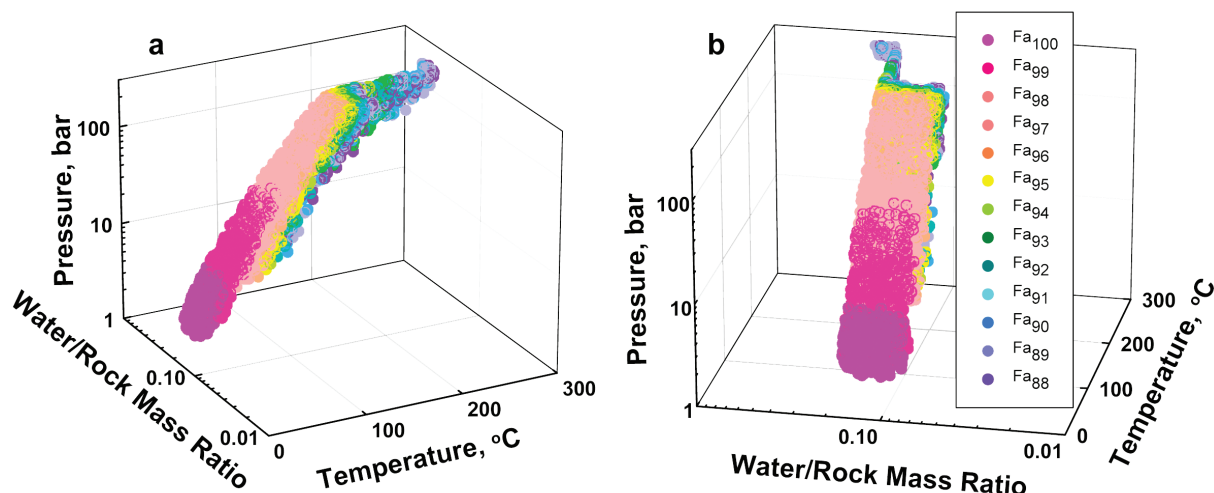 a
Pressure, bar
100
10
1
Water/Rock Mass Ratio
0.10
0.01
0
100
200
300
Temperature, °C
b
Pressure, bar
100
10
1
0.10
0.01
Water/Rock Mass Ratio
0
100
200
300
Temperature, °C
Fa100
Fa99
Fa98
Fa97
Fa96
Fa95
Fa94
Fa93
Fa92
Fa91
Fa90
Fa89
Fa88